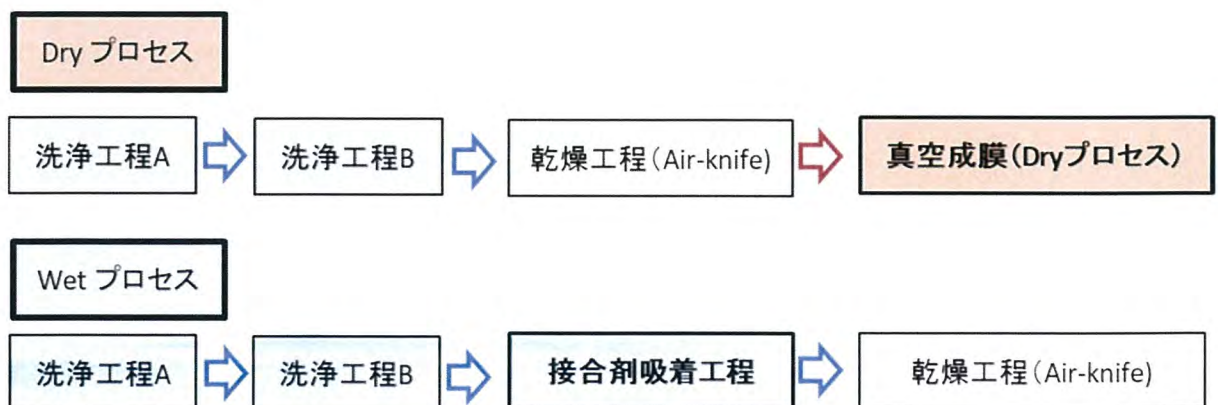 Dry プロセス
洗浄工程A
洗浄工程B
乾燥工程(Air-knife)
真空成膜(Dryプロセス)
Wet プロセス
洗浄工程A
洗浄工程B
接合剤吸着工程
乾燥工程(Air-knife)